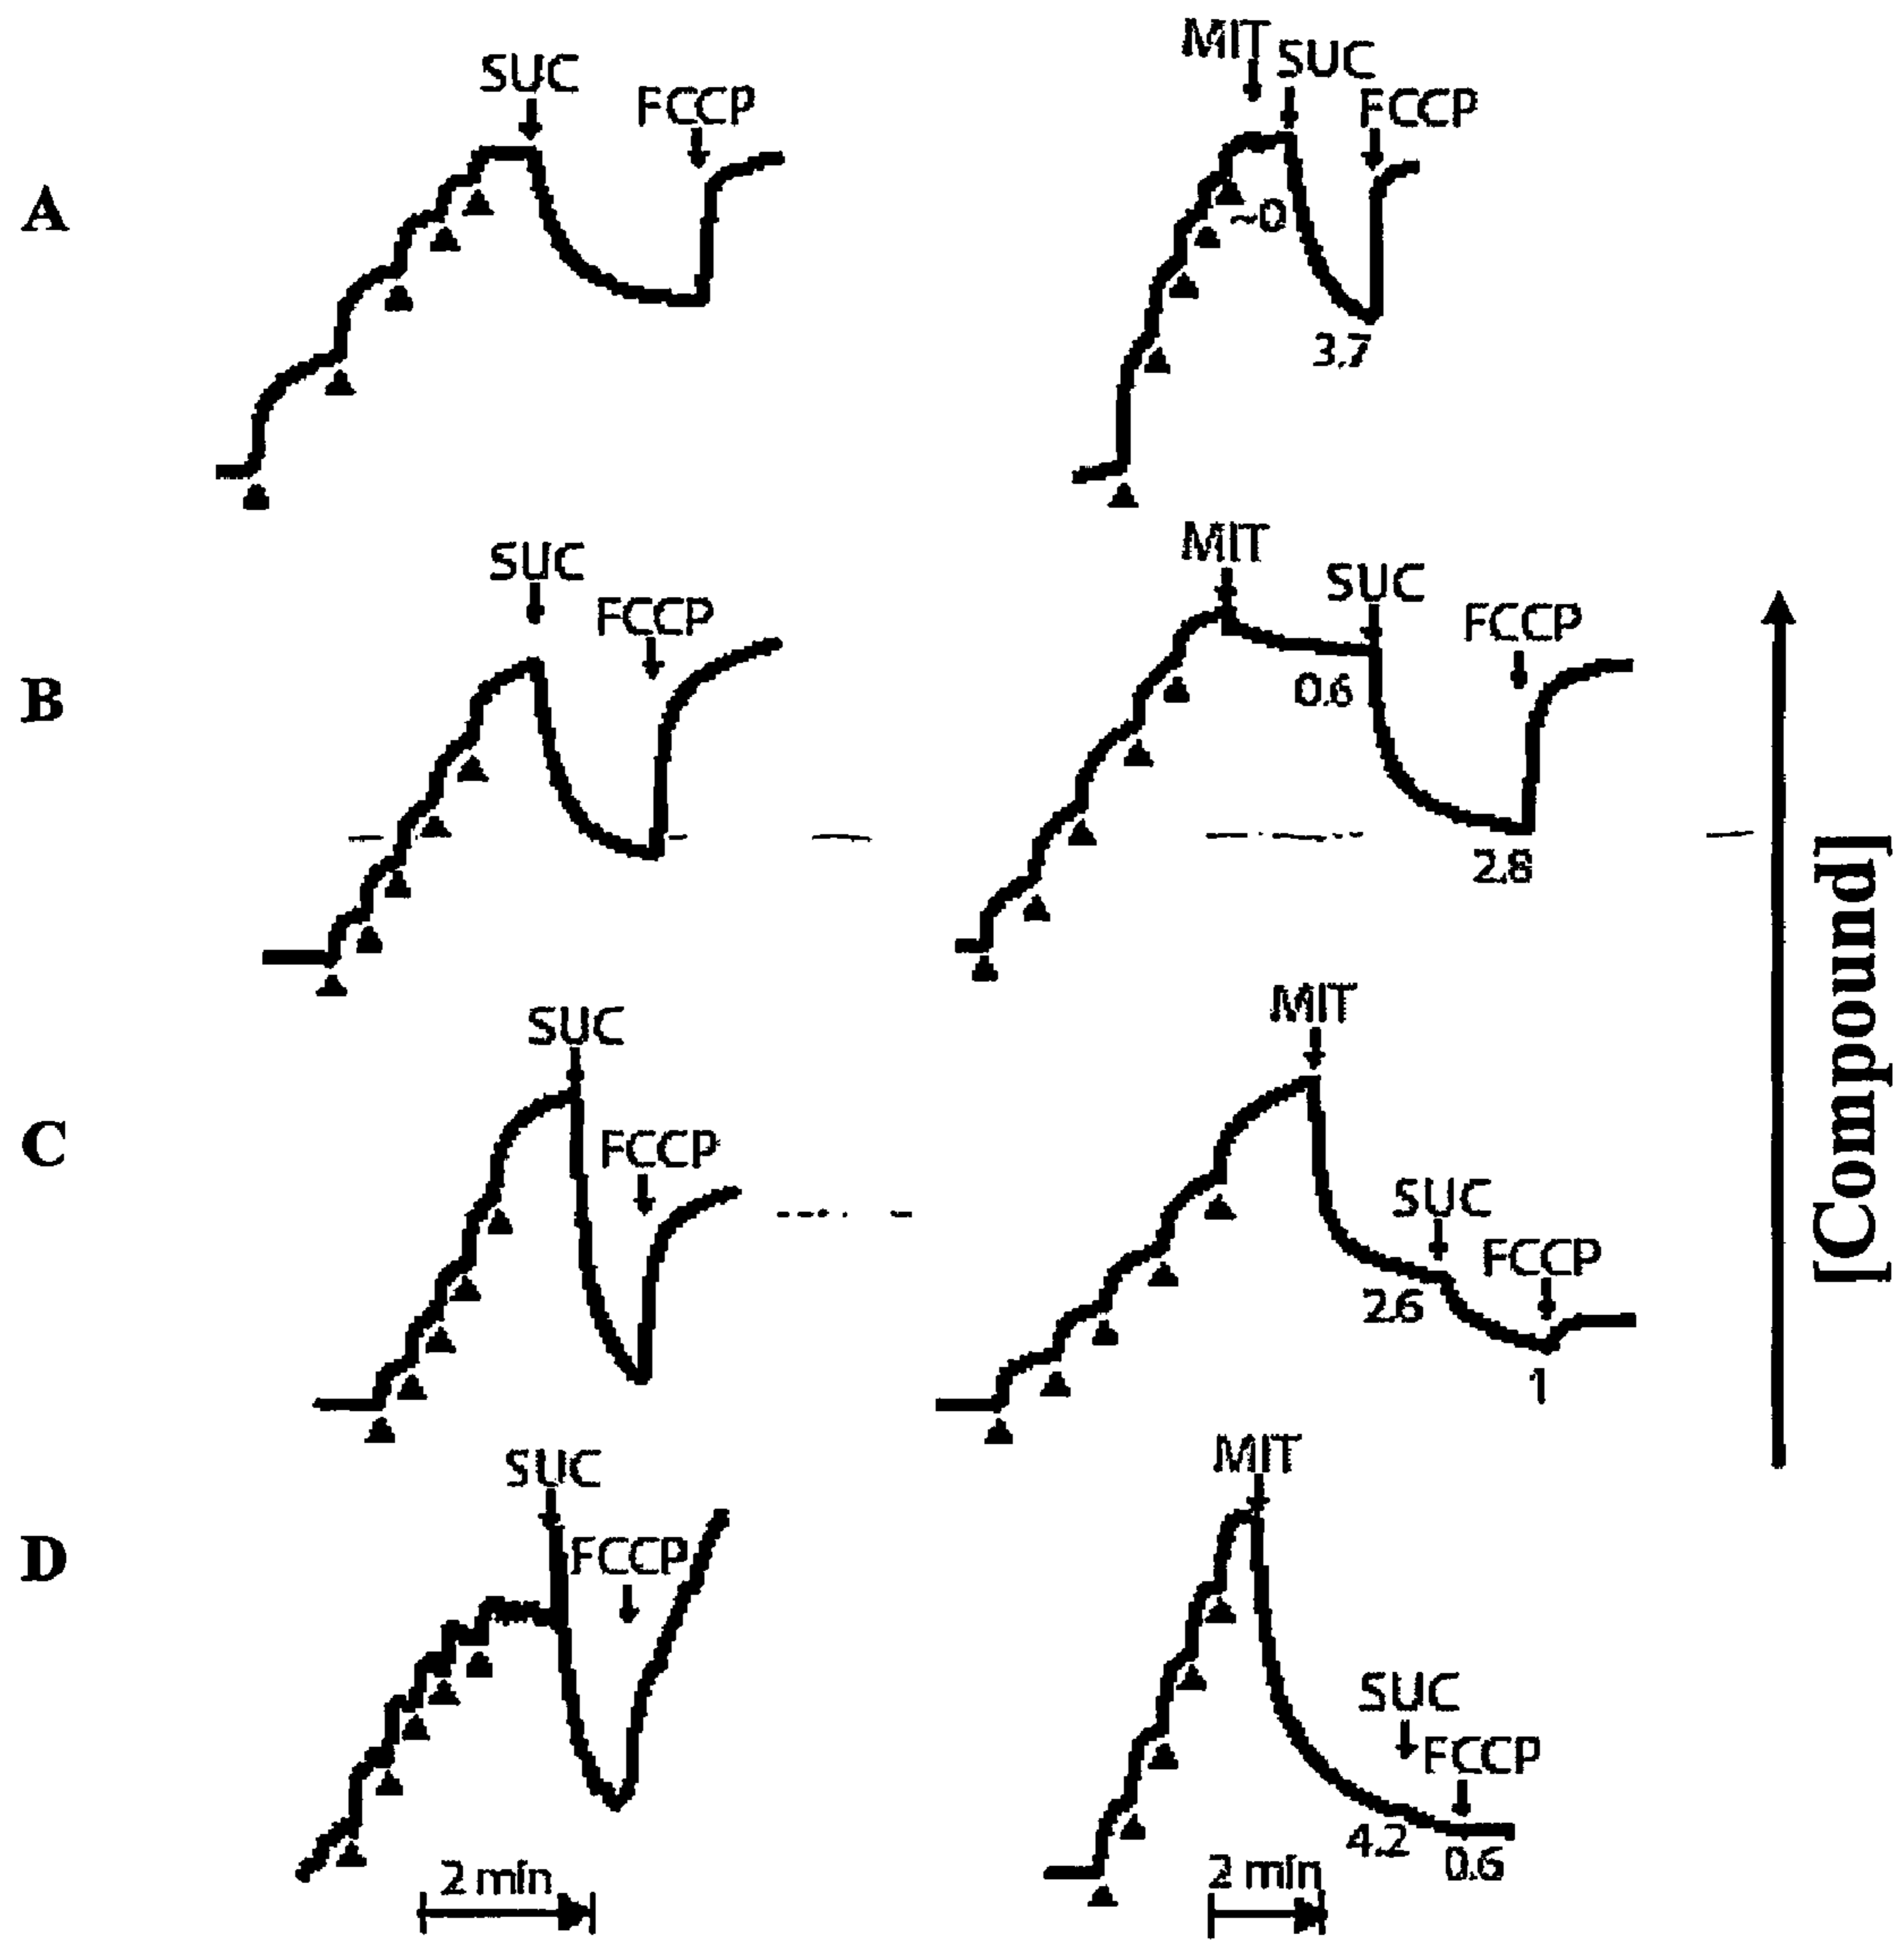 A
SUC
FCCP
MIT
SUC
FCCP
~0
3,7
B
SUC
FCCP
MIT
SUC
FCCP
0.6
2.8
C
SUC
FCCP
MIT
SUC
FCCP
2.6
1
D
SUC
FCCP
MIT
SUC
FCCP
4.2
0.6
2 min
2 min
[Compound]